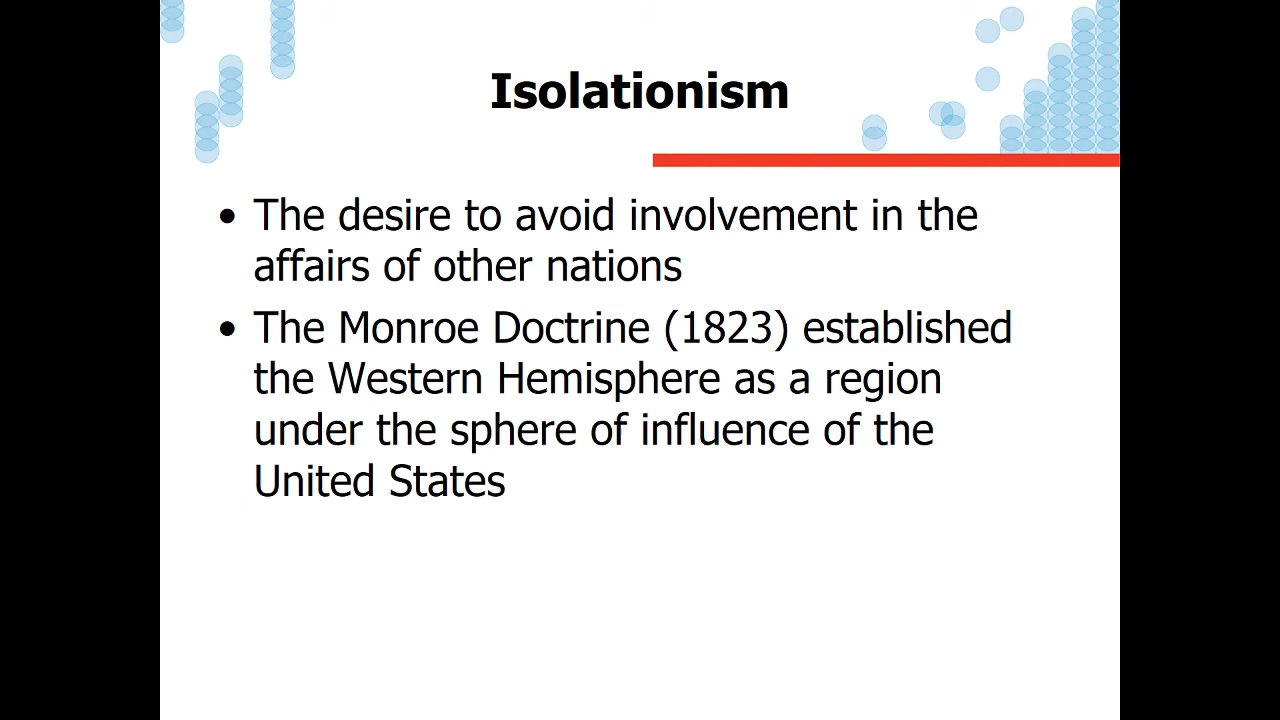 Isolationism
• The desire to avoid involvement in the
affairs of other nations
• The Monroe Doctrine (1823) established
the Western Hemisphere as a region
under the sphere of influence of the
United States